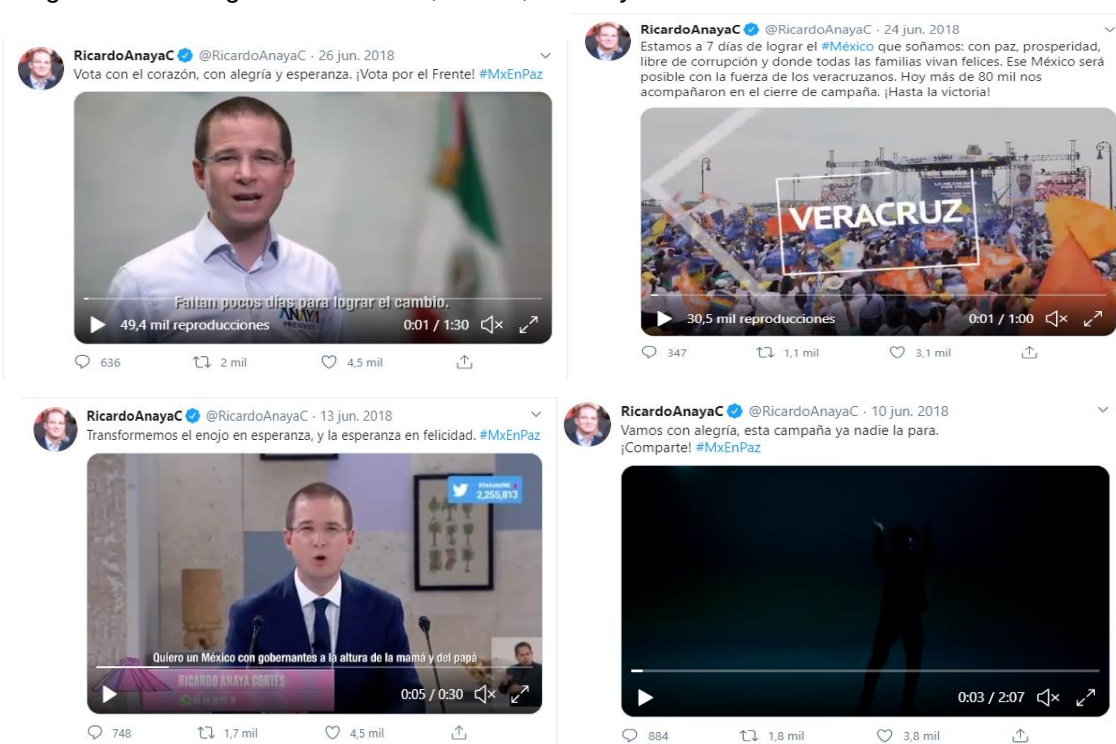 RicardoAnayaC @RicardoAnayaC · 26 jun. 2018
Vota con el corazón, con alegría y esperanza. ¡Vota por el Frente! #MxEnPaz
Faltan pocos días para lograr el cambio.
ANAYA
49,4 mil reproducciones
0:01 / 1:30
636 2 mil 4,5 mil
RicardoAnayaC @RicardoAnayaC · 24 jun. 2018
Estamos a 7 días de lograr el #México que soñamos: con paz, prosperidad,
libre de corrupción y donde todas las familias vivan felices. Ese México será
posible con la fuerza de los veracruzanos. Hoy más de 80 mil nos
acompañaron en el cierre de campaña. ¡Hasta la victoria!
VERACRUZ
30,5 mil reproducciones
0:01 / 1:00
347 1,1 mil 3,1 mil
RicardoAnayaC @RicardoAnayaC · 13 jun. 2018
Transformemos el enojo en esperanza, y la esperanza en felicidad. #MxEnPaz
2,255,813
Quiero un México con gobernantes a la altura de la mamá y del papá
RICARDO ANAYA CORTÉS
0:05 / 0:30
748 1,7 mil 4,5 mil
RicardoAnayaC @RicardoAnayaC · 10 jun. 2018
Vamos con alegría, esta campaña ya nadie la para.
¡Comparte! #MxEnPaz
0:03 / 2:07
884 1,8 mil 3,8 mil